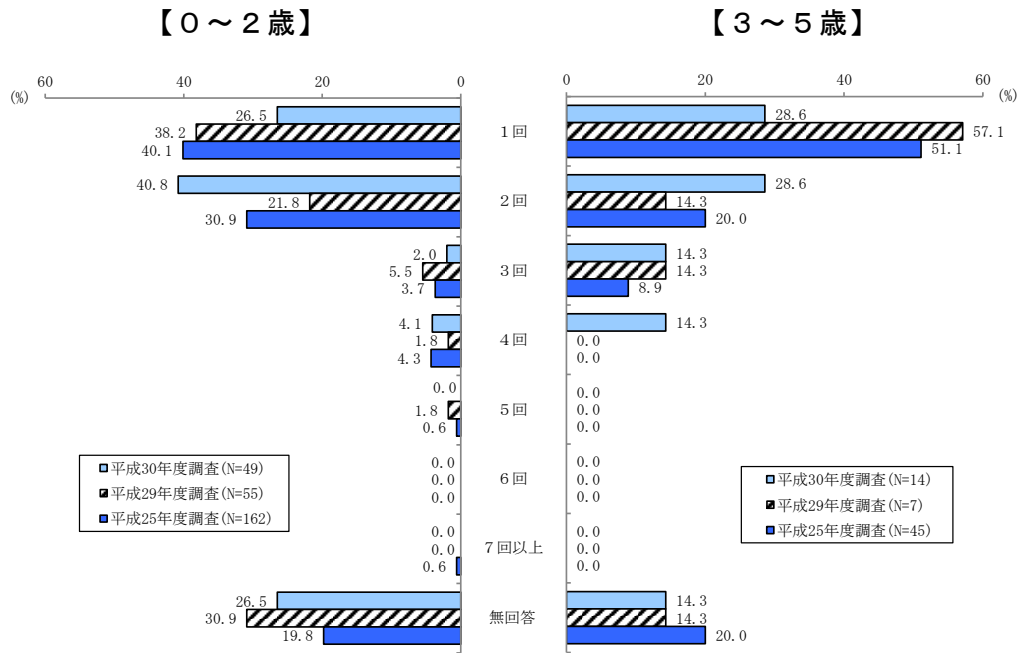 【０～２歳】
【３～５歳】
60 40 20 0
(%)
0 20 40 60
(%)
１回
26.5
38.2
40.1
28.6
57.1
51.1
２回
40.8
21.8
30.9
28.6
14.3
20.0
３回
2.0
5.5
3.7
14.3
14.3
8.9
４回
4.1
1.8
4.3
14.3
0.0
0.0
５回
0.0
1.8
0.6
0.0
0.0
0.0
６回
0.0
0.0
0.0
0.0
0.0
0.0
７回以上
0.0
0.0
0.6
0.0
0.0
0.0
無回答
26.5
30.9
19.8
14.3
14.3
20.0
平成30年度調査(N=49)
平成29年度調査(N=55)
平成25年度調査(N=162)
平成30年度調査(N=14)
平成29年度調査(N=7)
平成25年度調査(N=45)